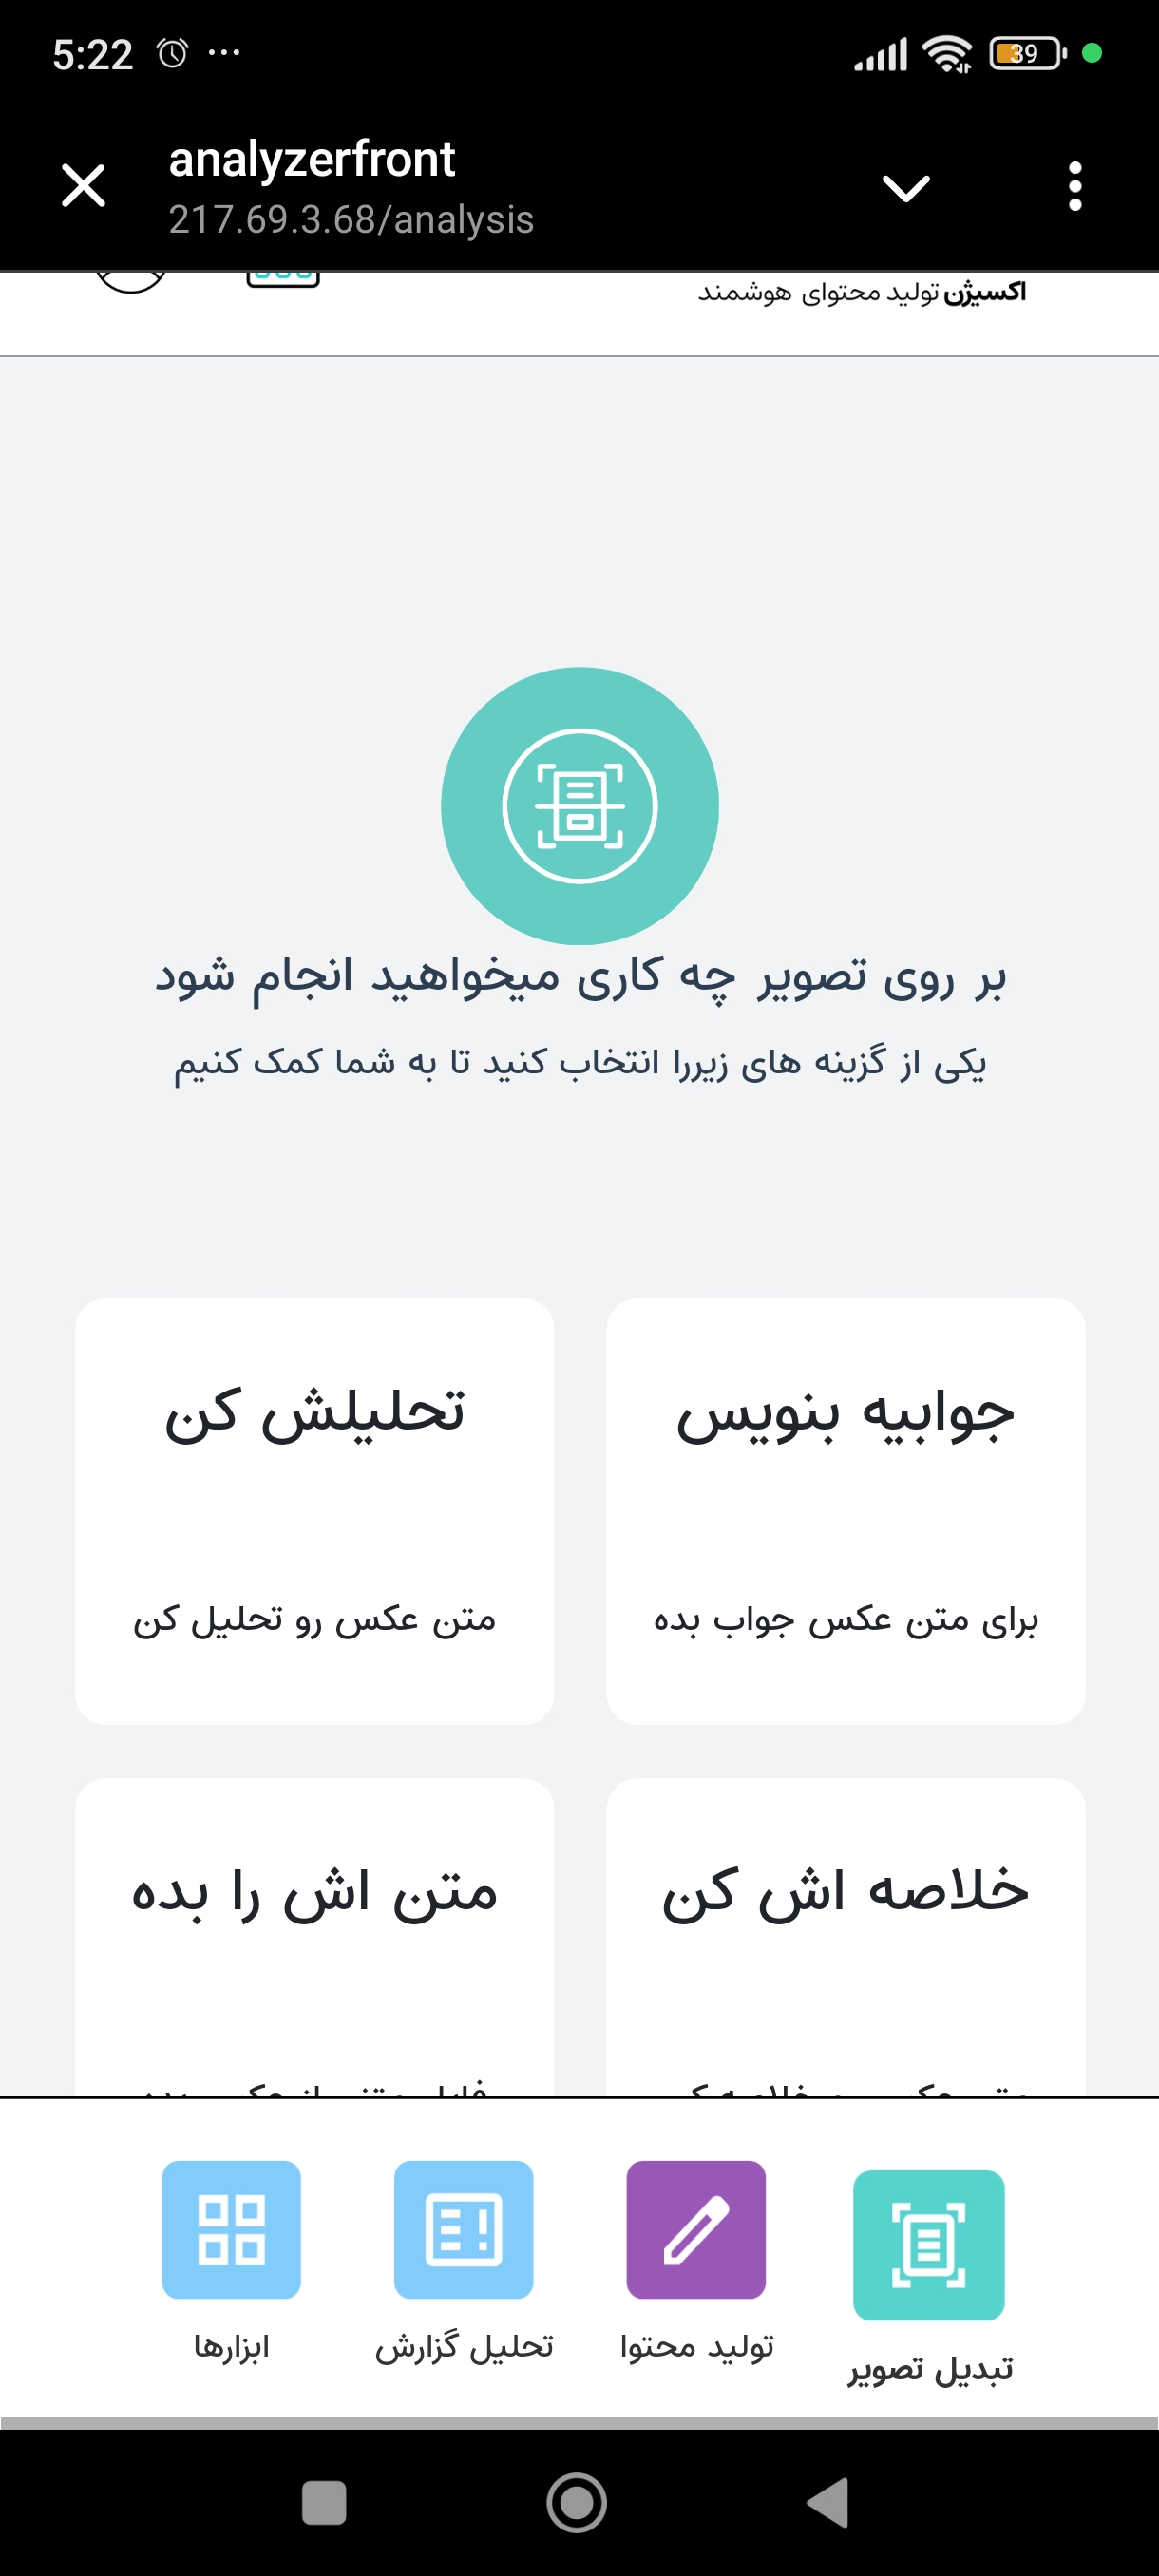 5:22
39
analyzerfront
217.69.3.68/analysis
اکسیژن تولید محتوای هوشمند
بر روی تصویر چه کاری میخواهید انجام شود
یکی از گزینه های زیررا انتخاب کنید تا به شما کمک کنیم
جوابیه بنویس
برای متن عکس جواب بده
تحلیلش کن
متن عکس رو تحلیل کن
خلاصه اش کن
متن اش را بده
تبدیل تصویر
تولید محتوا
تحلیل گزارش
ابزارها